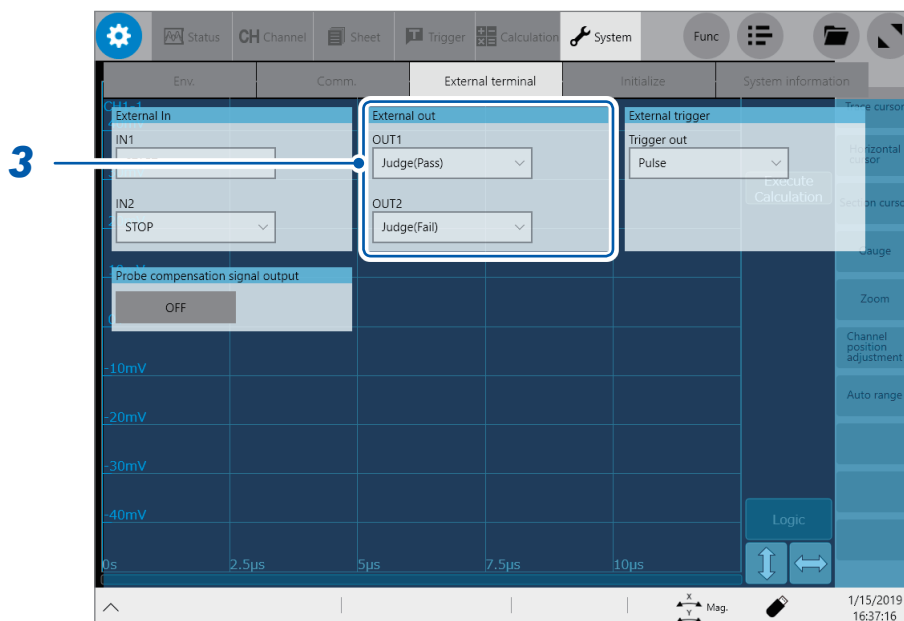 Status
CH Channel
Sheet
Trigger
Calculation
System
Func
Env.
Comm.
External terminal
Initialize
System information
External In
External out
External trigger
Trace cursor
IN1
OUT1
Trigger out
3
Judge(Pass)
Pulse
Horizontal
cursor
Execute
Calculation
IN2
OUT2
Section curso
STOP
Judge(Fail)
Gauge
Probe compensation signal output
OFF
Zoom
Channel
position
adjustment
-10mV
Auto range
-20mV
-30mV
-40mV
Logic
0s
2.5µs
5µs
7.5µs
10µs
X
Y
Mag.
1/15/2019
16:37:16